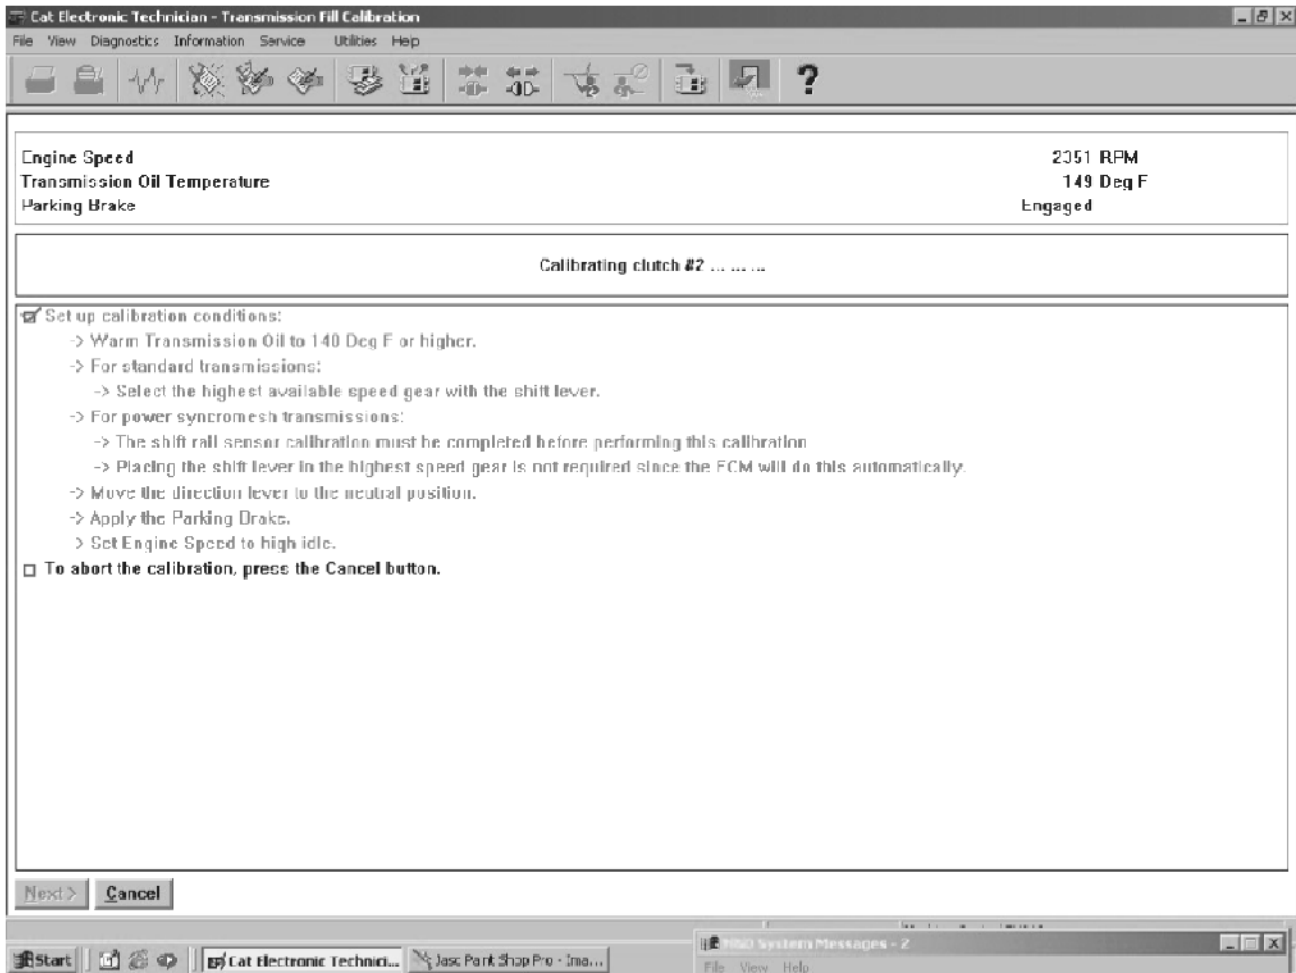 Cat Electronic Technician - Transmission Fill Calibration
File View Diagnostics Information Service Utilities Help
Engine Speed 2351 RPM
Transmission Oil Temperature 149 Deg F
Parking Brake Engaged
Calibrating clutch #2 ... ... ...
Set up calibration conditions:
-> Warm Transmission Oil to 140 Deg F or higher.
-> For standard transmissions:
-> Select the highest available speed gear with the shift lever.
-> For power syncromesh transmissions:
-> The shift rail sensor calibration must be completed before performing this calibration
-> Placing the shift lever in the highest speed gear is not required since the ECM will do this automatically.
-> Move the direction lever to the neutral position.
-> Apply the Parking Brake.
> Set Engine Speed to high idle.
To abort the calibration, press the Cancel button.
Next > Cancel
System Messages - 2
Start Cat Electronic Technici... Jasc Paint Shop Pro - Ima...
File View Help